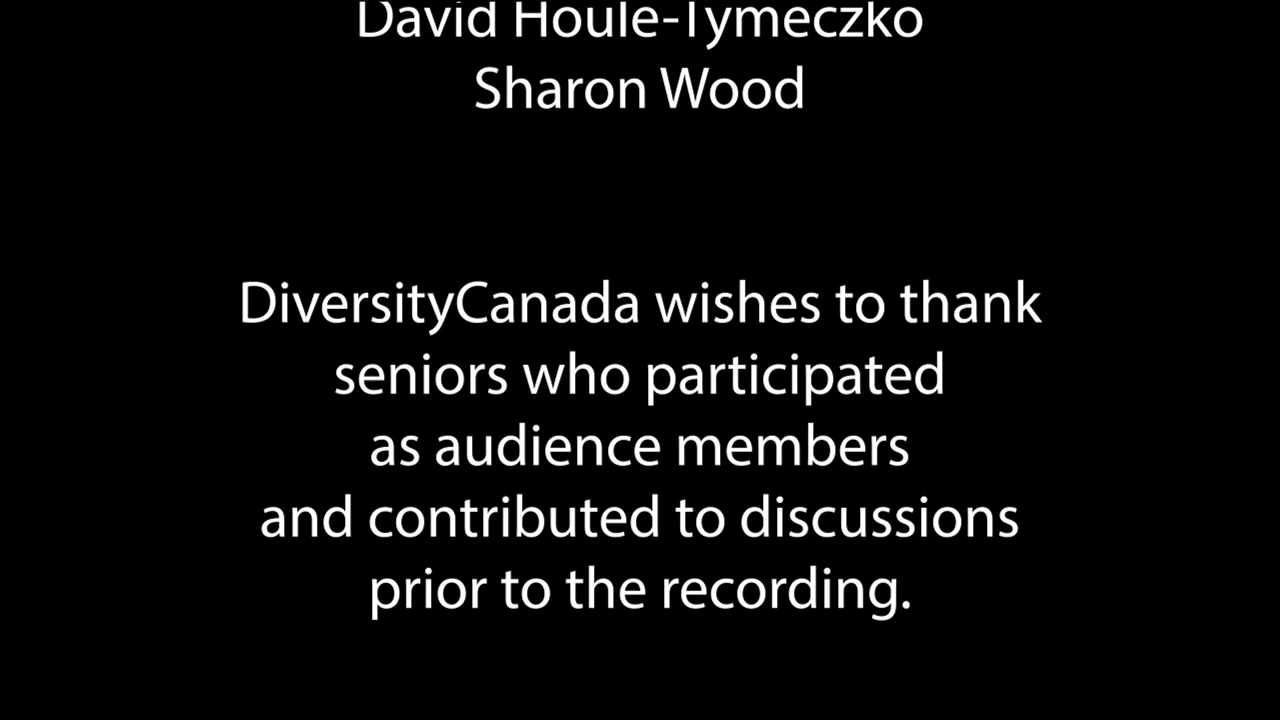 David Houle-Tymeczko
Sharon Wood
DiversityCanada wishes to thank
seniors who participated
as audience members
and contributed to discussions
prior to the recording.